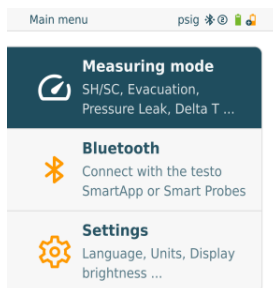 Main menu psig ②
Measuring mode
SH/SC, Evacuation,
Pressure Leak, Delta T ...
Bluetooth
Connect with the testo
SmartApp or Smart Probes
Settings
Language, Units, Display
brightness ...